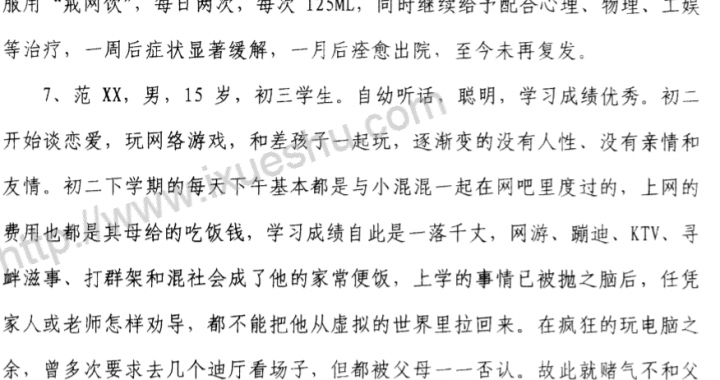 服用“戒网饮”，每日两次，每次 125ML，同时继续给予配合心理、物理、工娱
等治疗，一周后症状显著缓解，一月后痊愈出院，至今未再复发。
7、范 XX，男，15 岁，初三学生。自幼听话，聪明，学习成绩优秀。初二
开始谈恋爱，玩网络游戏，和差孩子一起玩，逐渐变的没有人性、没有亲情和
友情。初二下学期的每天下午基本都是与小混混一起在网吧里度过的，上网的
费用也都是其母给的吃饭钱，学习成绩自此是一落千丈，网游、蹦迪、KTV、寻
衅滋事、打群架和混社会成了他的家常便饭，上学的事情已被抛之脑后，任凭
家人或老师怎样劝导，都不能把他从虚拟的世界里拉回来。在疯狂的玩电脑之
余，曾多次要求去几个迪厅看场子，但都被父母一一否认。故此就赌气不和父
http://www.ixueshu.com